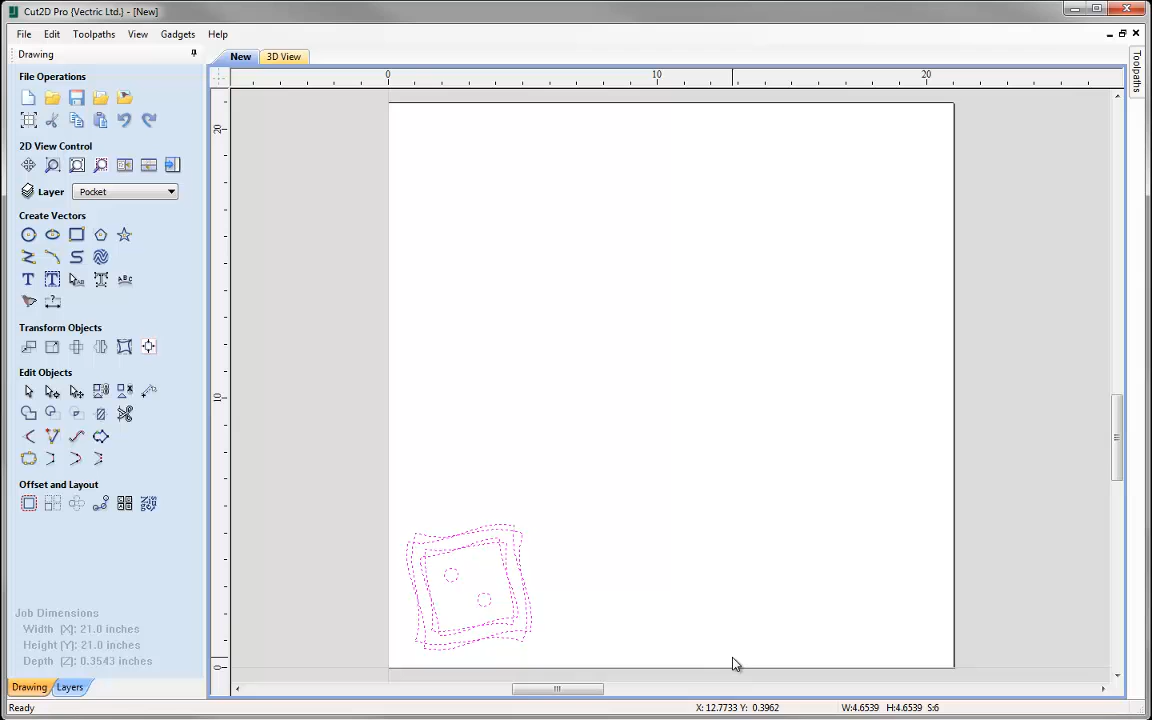 Cut2D Pro {Vectric Ltd.} - [New]
File Edit Toolpaths View Gadgets Help
Drawing
New 3D View
File Operations
0 10 20
20
10
0
2D View Control
Layer Pocket
Create Vectors
Transform Objects
Edit Objects
Offset and Layout
Job Dimensions
Width [X]: 21.0 inches
Height [Y]: 21.0 inches
Depth [Z]: 0.3543 inches
Drawing Layers
Toolpaths
Ready X: 12.7733 Y: 0.3962 W:4.6539 H:4.6539 S:6